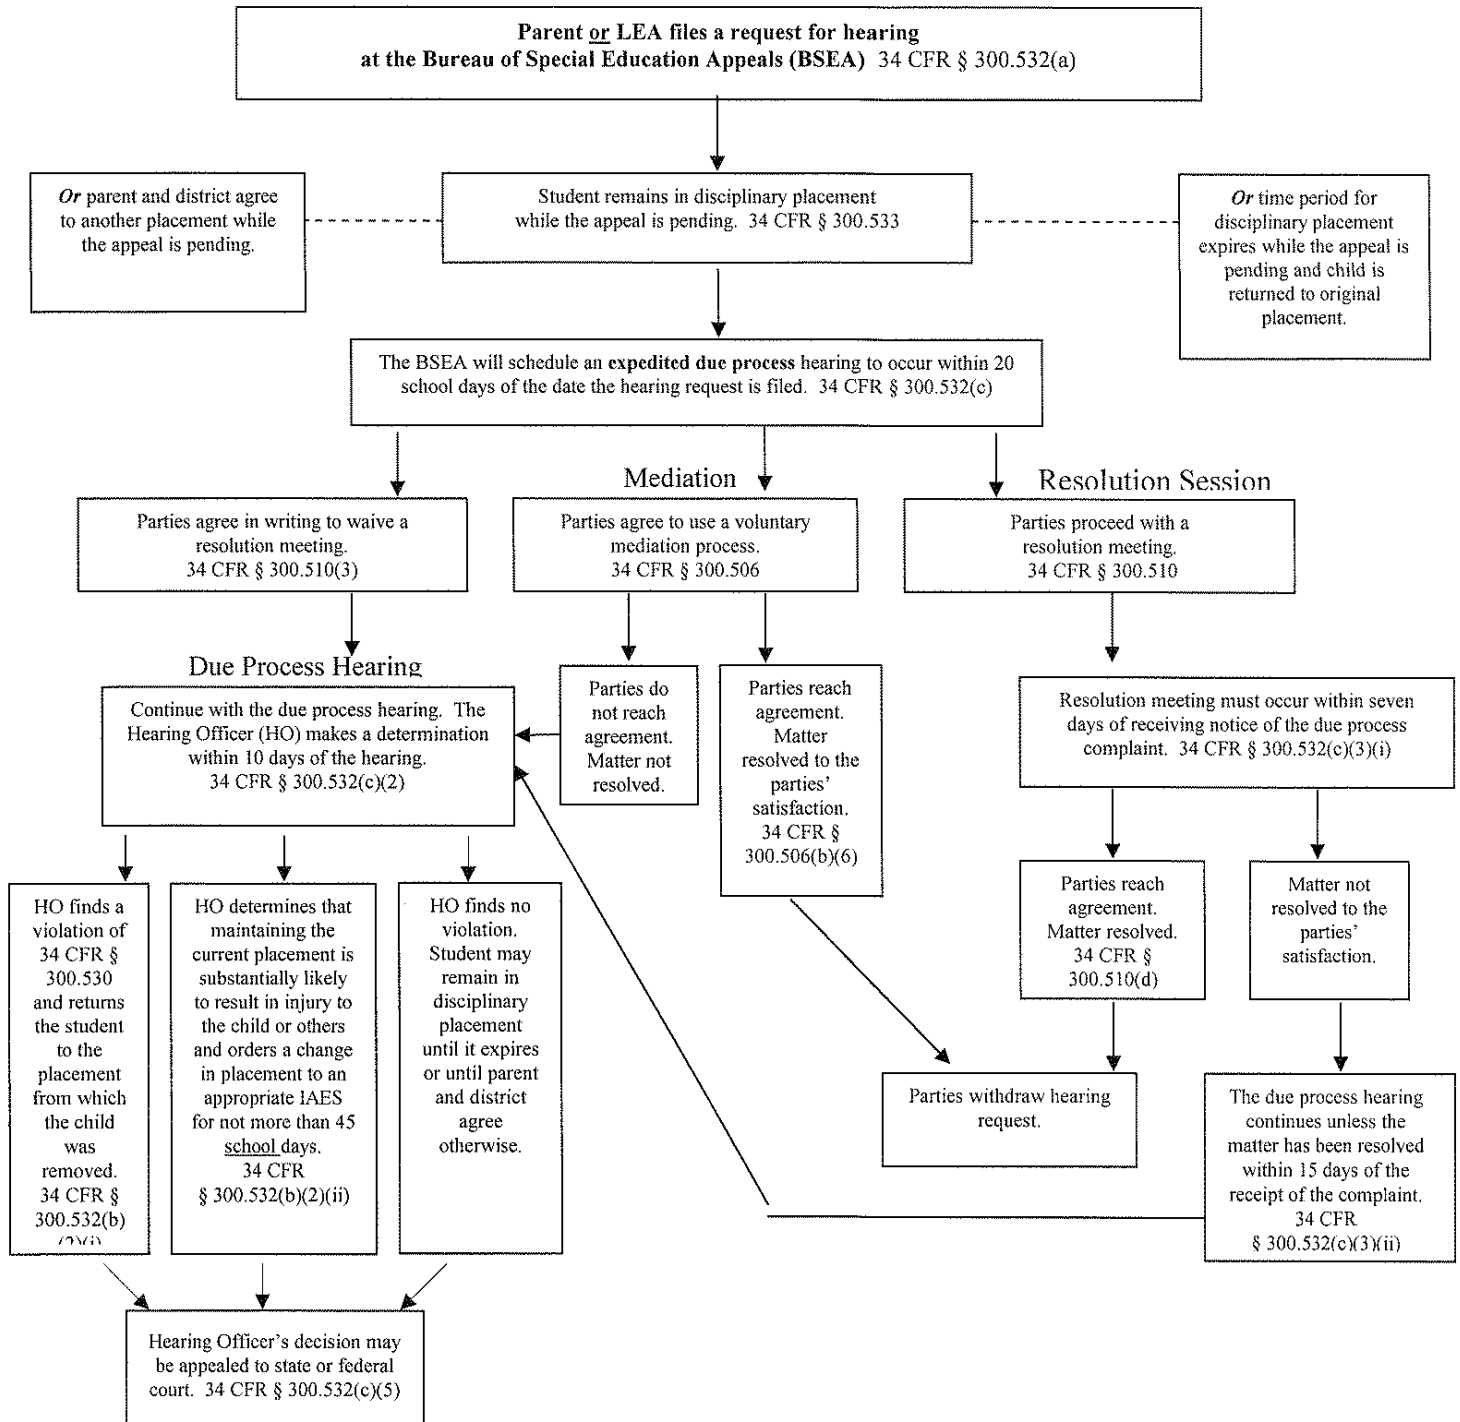 Parent or LEA files a request for hearing
at the Bureau of Special Education Appeals (BSEA) 34 CFR § 300.532(a)
Or parent and district agree
to another placement while
the appeal is pending.
Student remains in disciplinary placement
while the appeal is pending. 34 CFR § 300.533
Or time period for
disciplinary placement
expires while the appeal is
pending and child is
returned to original
placement.
The BSEA will schedule an expedited due process hearing to occur within 20
school days of the date the hearing request is filed. 34 CFR § 300.532(c)
Parties agree in writing to waive a
resolution meeting.
34 CFR § 300.510(3)
Mediation
Parties agree to use a voluntary
mediation process.
34 CFR § 300.506
Resolution Session
Parties proceed with a
resolution meeting.
34 CFR § 300.510
Due Process Hearing
Continue with the due process hearing. The
Hearing Officer (HO) makes a determination
within 10 days of the hearing.
34 CFR § 300.532(c)(2)
Parties do
not reach
agreement.
Matter not
resolved.
Parties reach
agreement.
Matter
resolved to the
parties'
satisfaction.
34 CFR §
300.506(b)(6)
Resolution meeting must occur within seven
days of receiving notice of the due process
complaint. 34 CFR § 300.532(c)(3)(i)
HO finds a
violation of
34 CFR §
300.530
and returns
the student
to the
placement
from which
the child
was
removed.
34 CFR §
300.532(b)
(2)(i)
HO determines that
maintaining the
current placement is
substantially likely
to result in injury to
the child or others
and orders a change
in placement to an
appropriate IAES
for not more than 45
school days.
34 CFR
§ 300.532(b)(2)(ii)
HO finds no
violation.
Student may
remain in
disciplinary
placement
until it expires
or until parent
and district
agree
otherwise.
Parties reach
agreement.
Matter resolved.
34 CFR §
300.510(d)
Matter not
resolved to the
parties'
satisfaction.
Parties withdraw hearing
request.
The due process hearing
continues unless the
matter has been resolved
within 15 days of the
receipt of the complaint.
34 CFR
§ 300.532(c)(3)(ii)
Hearing Officer's decision may
be appealed to state or federal
court. 34 CFR § 300.532(c)(5)